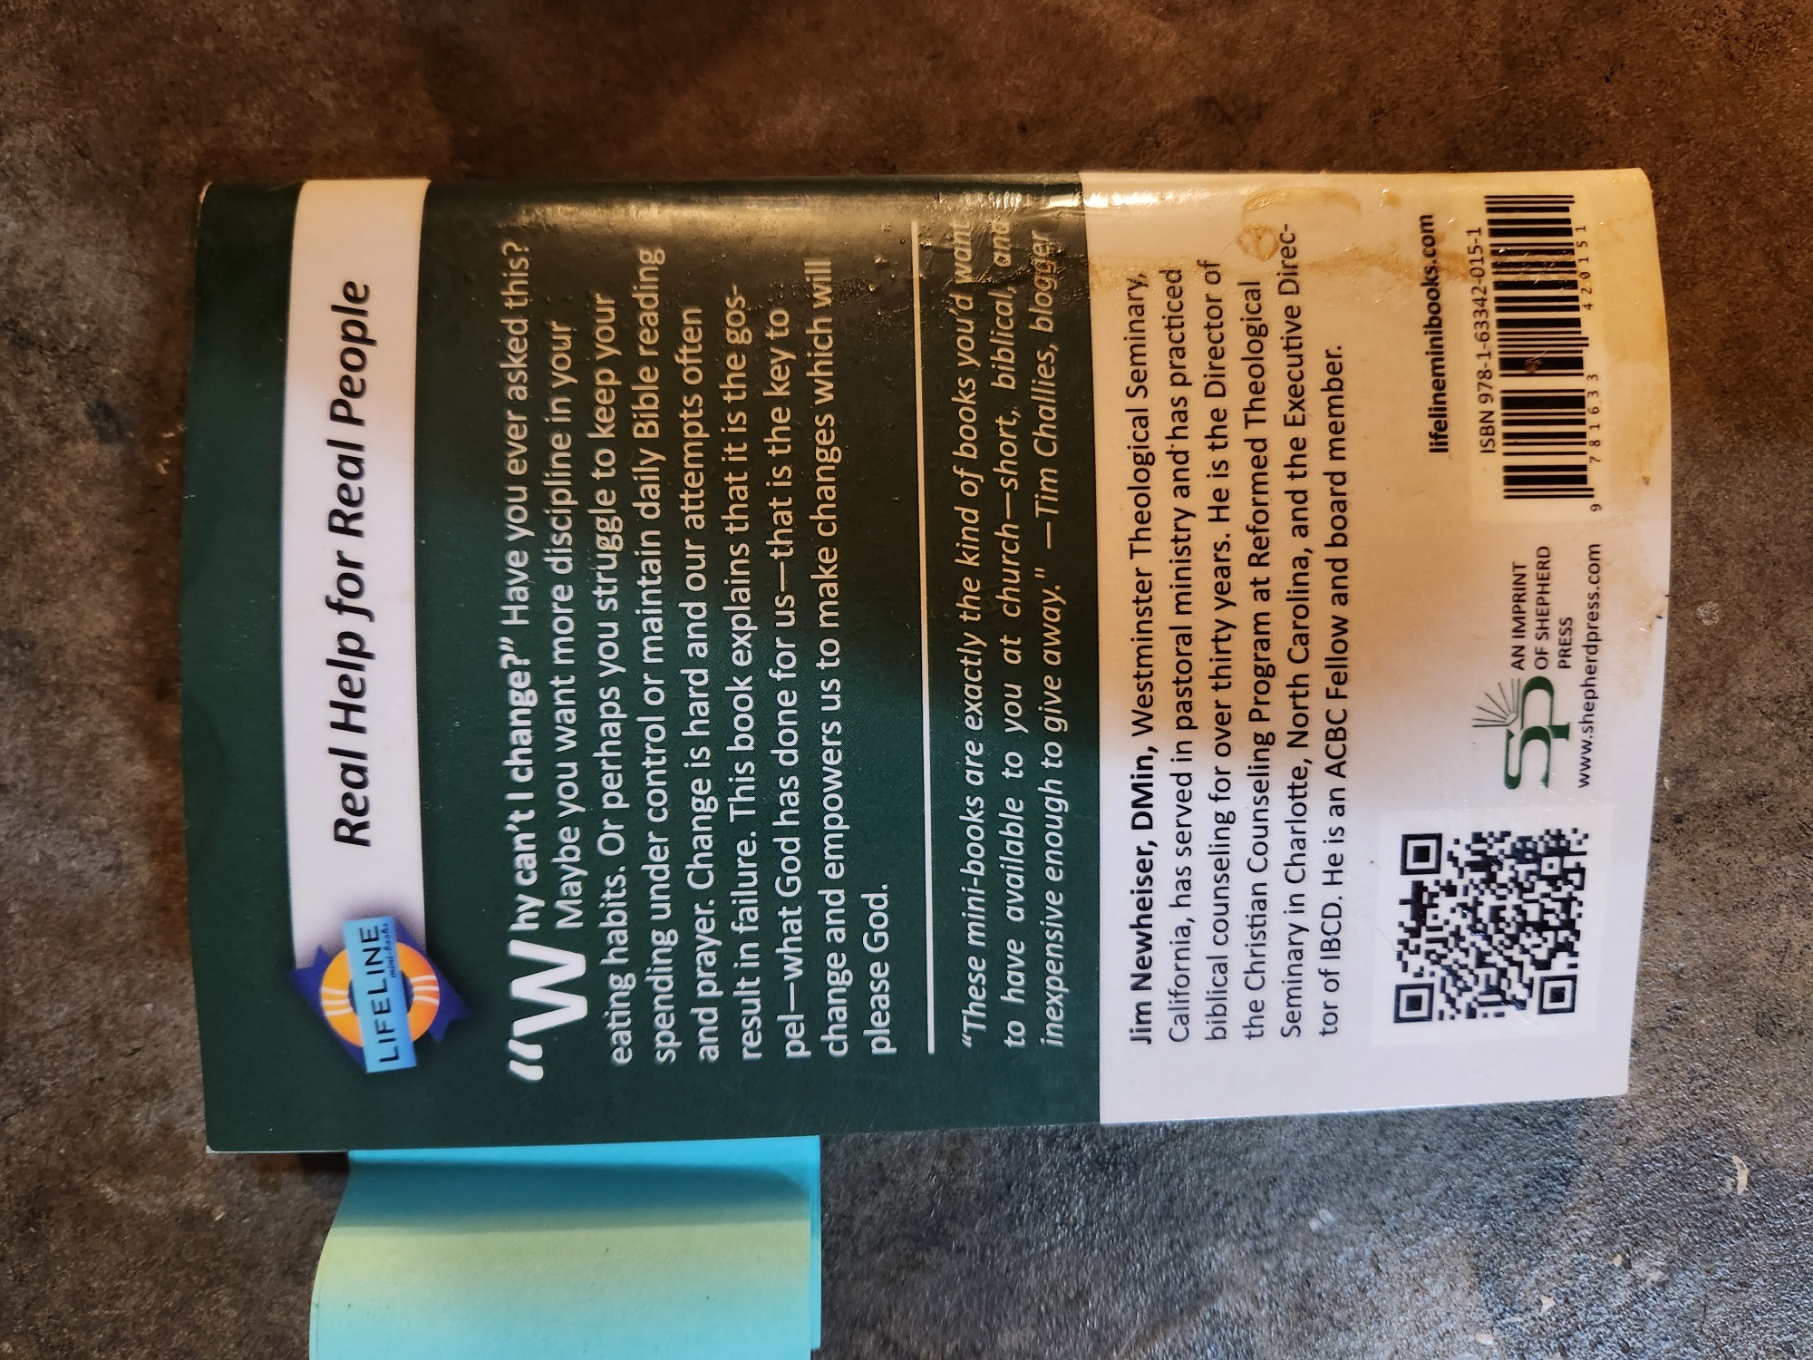 Real Help for Real People
LIFELINE
mini-books
“Why can’t I change?” Have you ever asked this?
Maybe you want more discipline in your
eating habits. Or perhaps you struggle to keep your
spending under control or maintain daily Bible reading
and prayer. Change is hard and our attempts often
result in failure. This book explains that it is the gos-
pel—what God has done for us—that is the key to
change and empowers us to make changes which will
please God.
“These mini-books are exactly the kind of books you’d want
to have available to you at church—short, biblical, and
inexpensive enough to give away." —Tim Challies, blogger
Jim Newheiser, DMin, Westminster Theological Seminary,
California, has served in pastoral ministry and has practiced
biblical counseling for over thirty years. He is the Director of
the Christian Counseling Program at Reformed Theological
Seminary in Charlotte, North Carolina, and the Executive Direc-
tor of IBCD. He is an ACBC Fellow and board member.
lifelineminibooks.com
ISBN 978-1-63342-015-1
SP
AN IMPRINT
OF SHEPHERD
PRESS
www.shepherdpress.com
9 781633 420151